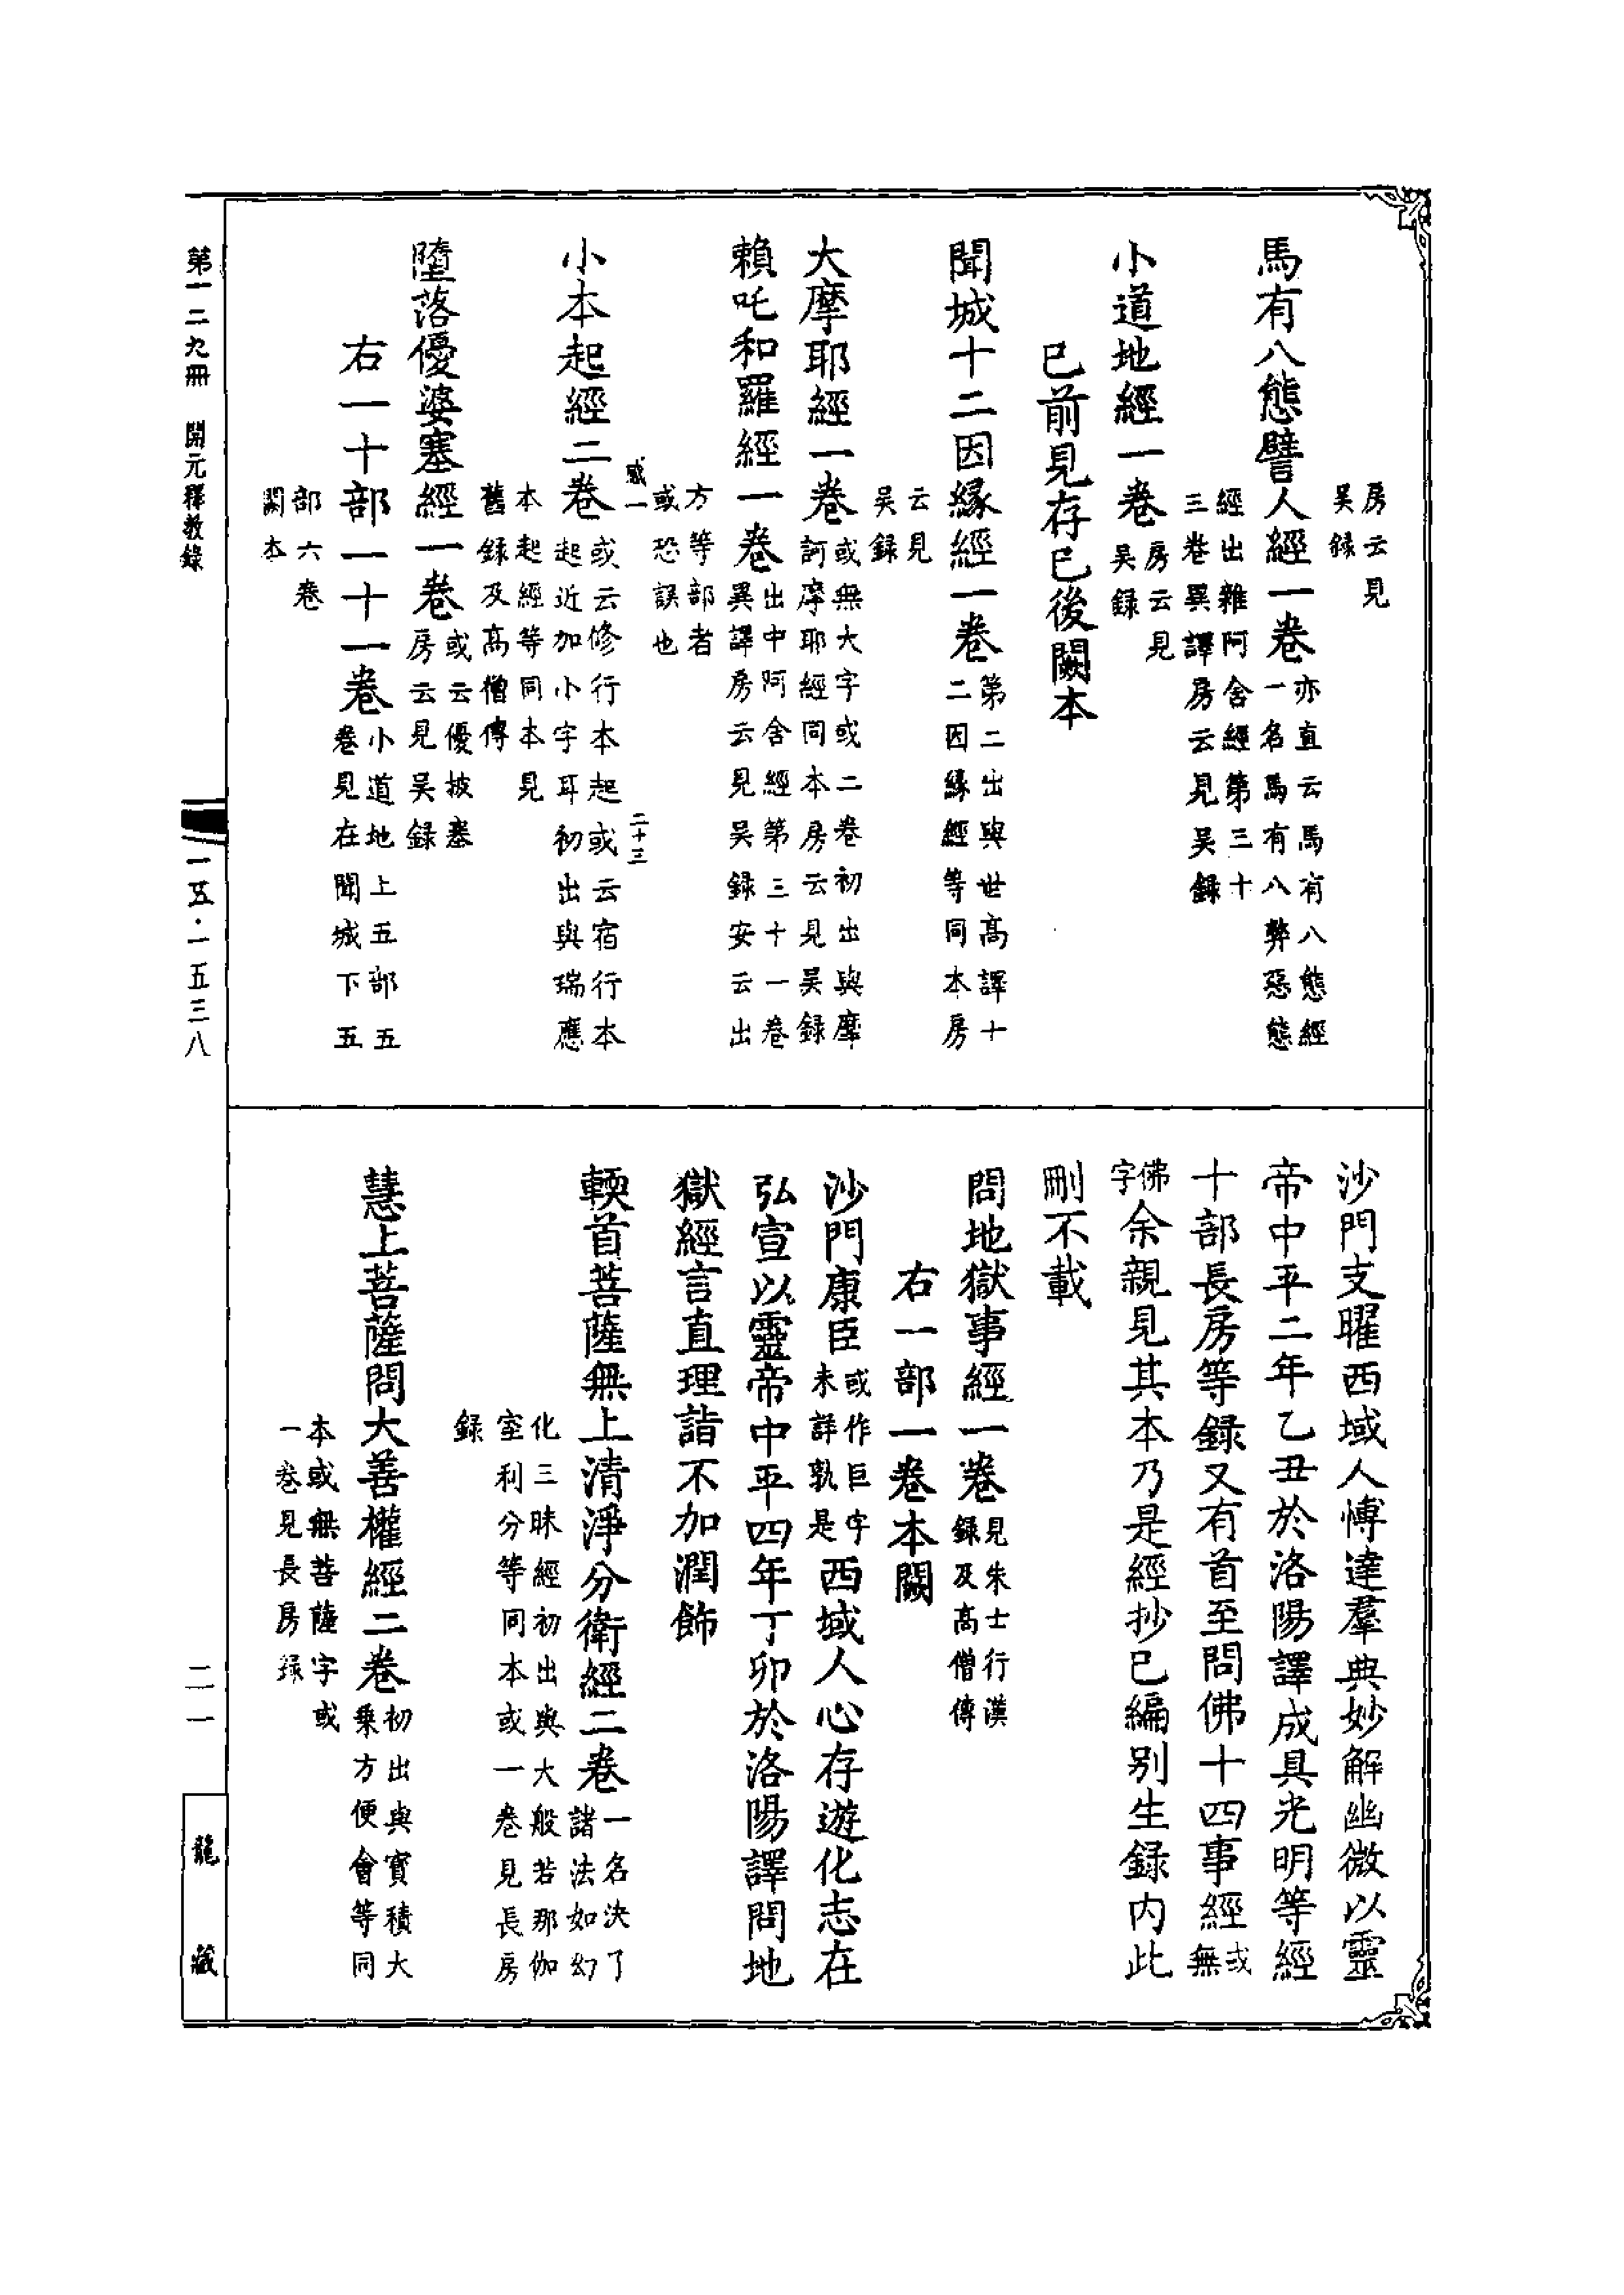 房云見
吴録
馬有八態譬人經一卷亦直云馬有八態經
一名馬有八弊惡態
經出雜阿含經第三十
三卷異譯房云見吴録
小道地經一卷房云見
吴録
已前見存已後闕本
聞城十二因縁經一卷第二出與世高譯十
二因縁經等同本房
云見
吴録
大摩耶經一卷或無大字或二卷初出與摩
訶摩耶經同本房云見吴録
賴吒和羅經一卷出中阿含經第三十一卷
異譯房云見吴録安云出
方等部者
或恐誤也
感一 二十三
小本起經二卷或云修行本起或云宿行本
起近加小字耳初出與瑞應
本起經等同本見
舊録及高僧傳
墮落優婆塞經一卷或云優披塞
房云見吴録
右一十部一十一卷小道地上五部五
卷見在聞城下五
部六卷
闕本
沙門支曜西域人愽達羣典妙解幽微以靈
帝中平二年乙丑於洛陽譯成具光明等經
十部長房等録又有首至問佛十四事經或
無
佛
字余親見其本乃是經抄已編别生録内此
刪不載
問地獄事經一卷見朱士行漢
録及高僧傳
右一部一卷本闕
沙門康臣或作巨字
未詳孰是西域人心存遊化志在
弘宣以靈帝中平四年丁卯於洛陽譯問地
獄經言直理詣不加潤飾
輭首菩薩無上清淨分衛經二卷一名决了
諸法如幻
化三昧經初出與大般若那伽
室利分等同本或一卷見長房
録
慧上菩薩問大善權經二卷初出與寳積大
乗方便會等同
本或無菩薩字或
一卷見長房録
第一二九冊　開元釋教錄
一五·一五三八
二一
龍藏